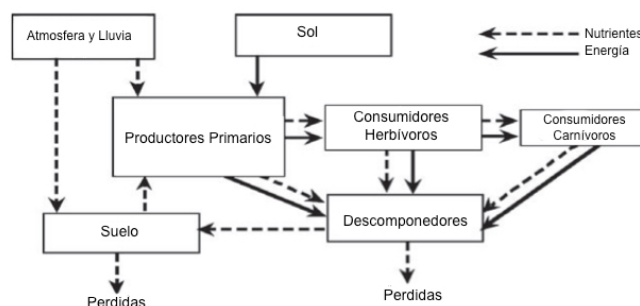 Atmosfera y Lluvia
Sol
Nutrientes
Energía
Productores Primarios
Consumidores
Herbívoros
Consumidores
Carnívoros
Suelo
Descomponedores
Perdidas
Perdidas